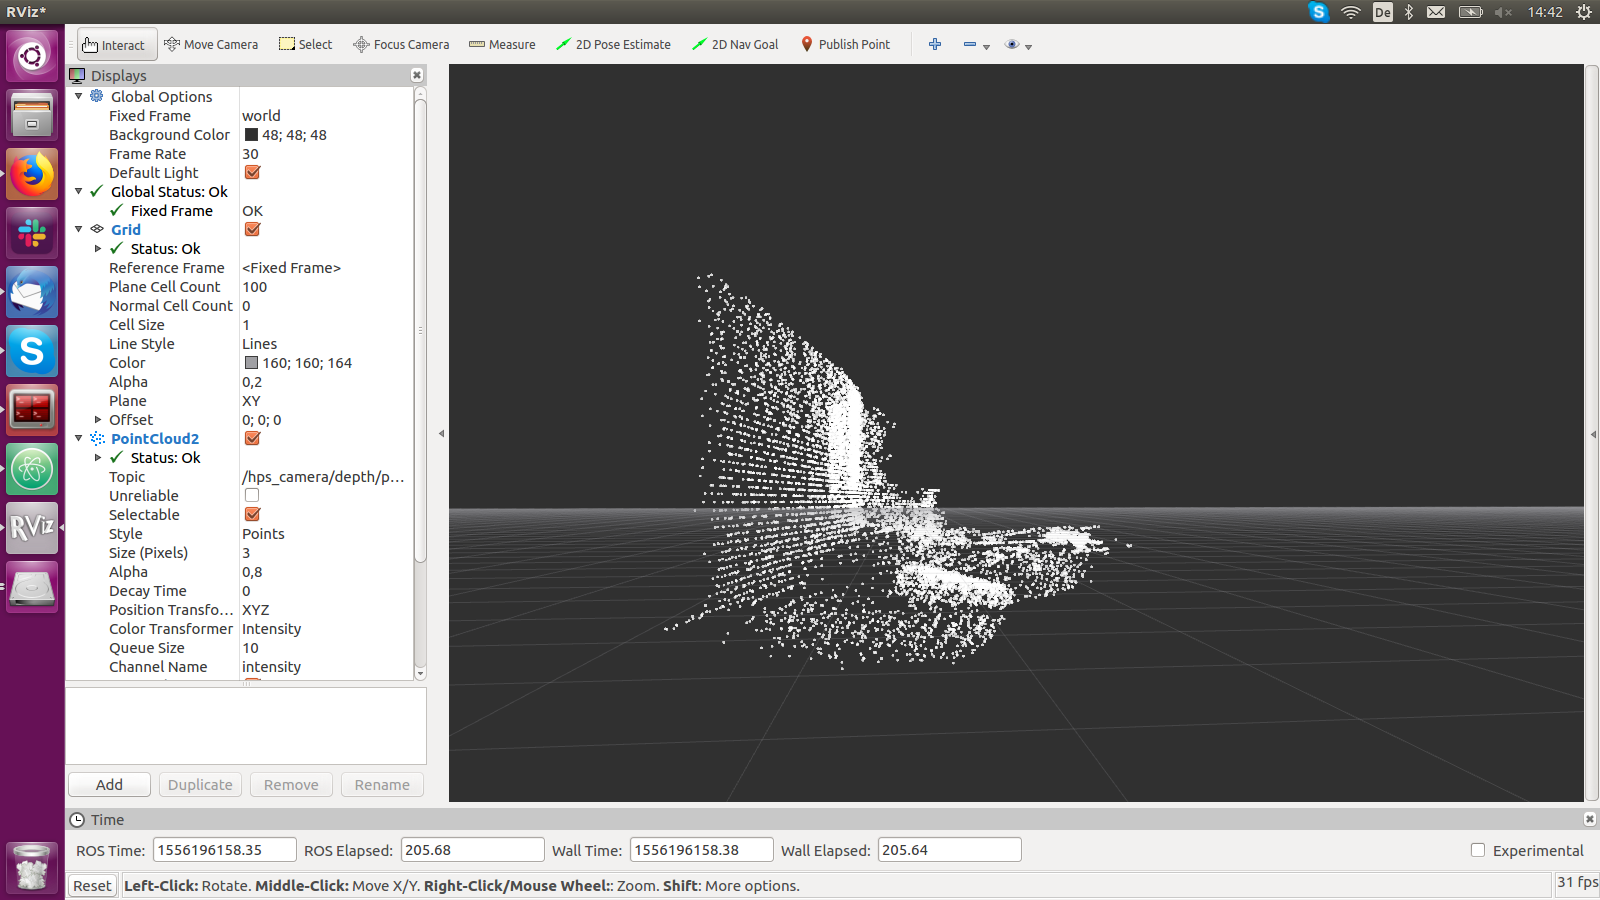 RViz*
De
14:42
Interact
Move Camera
Select
Focus Camera
Measure
2D Pose Estimate
2D Nav Goal
Publish Point
Displays
Global Options
Fixed Frame world
Background Color 48; 48; 48
Frame Rate 30
Default Light
Global Status: Ok
Fixed Frame OK
Grid
Status: Ok
Reference Frame <Fixed Frame>
Plane Cell Count 100
Normal Cell Count 0
Cell Size 1
Line Style Lines
Color 160; 160; 164
Alpha 0,2
Plane XY
Offset 0; 0; 0
PointCloud2
Status: Ok
Topic /hps_camera/depth/p...
Unreliable
Selectable
Style Points
Size (Pixels) 3
Alpha 0,8
Decay Time 0
Position Transfo... XYZ
Color Transformer Intensity
Queue Size 10
Channel Name intensity
S
RViz
Add
Duplicate
Remove
Rename
Time
ROS Time: 1556196158.35
ROS Elapsed: 205.68
Wall Time: 1556196158.38
Wall Elapsed: 205.64
Experimental
Reset
Left-Click: Rotate. Middle-Click: Move X/Y. Right-Click/Mouse Wheel:: Zoom. Shift: More options.
31 fps